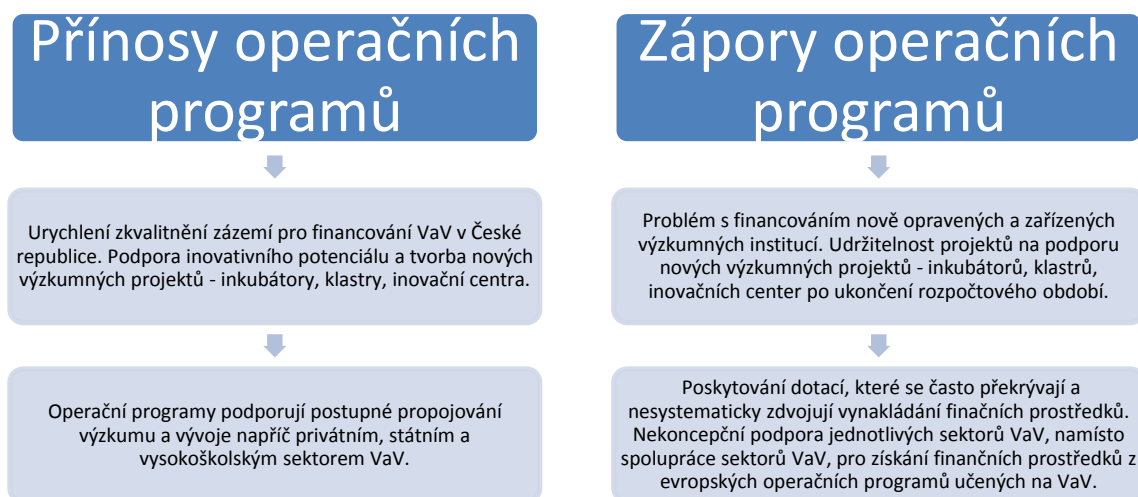 Přínosy operačních
programů
Urychlení zkvalitnění zázemí pro financování VaV v České
republice. Podpora inovativního potenciálu a tvorba nových
výzkumných projektů - inkubátory, klastry, inovační centra.
Operační programy podporují postupné propojování
výzkumu a vývoje napříč privátním, státním a
vysokoškolským sektorem VaV.
Zápory operačních
programů
Problém s financováním nově opravených a zařízených
výzkumných institucí. Udržitelnost projektů na podporu
nových výzkumných projektů - inkubátorů, klastrů,
inovačních center po ukončení rozpočtového období.
Poskytování dotací, které se často překrývají a
nesystematicky zdvojují vynakládání finačních prostředků.
Nekoncepční podpora jednotlivých sektorů VaV, namísto
spolupráce sektorů VaV, pro získání finančních prostředků z
evropských operačních programů učených na VaV.